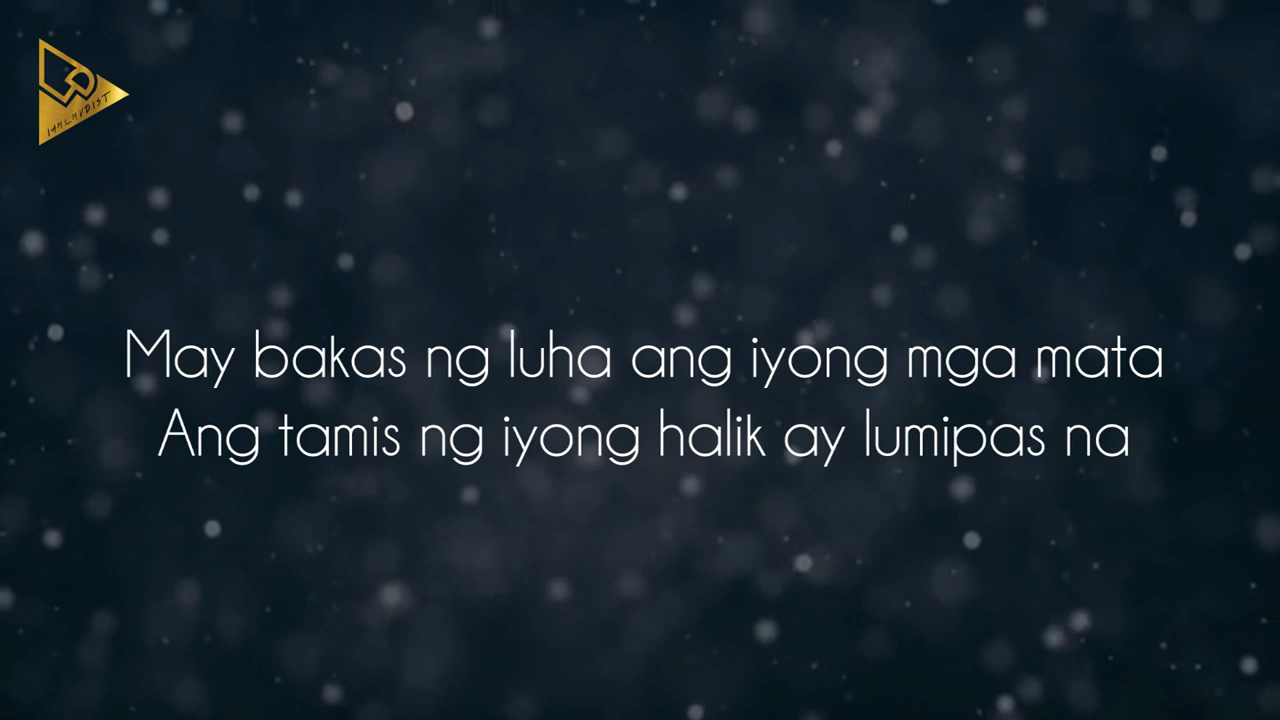 May bakas ng luha ang iyong mga mata
Ang tamis ng iyong halik ay lumipas na